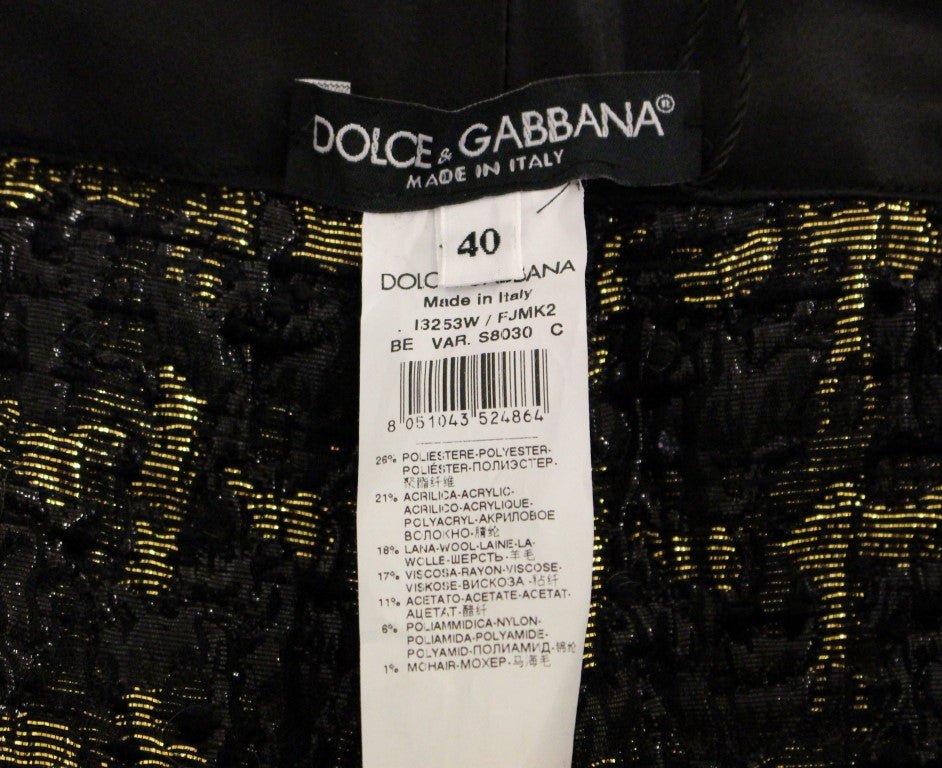 DOLCE & GABBANA®
MADE IN ITALY
40
DOLC BANA
Made in Italy
I3253W / FJMK2
BE VAR. S8030 C
8 051043 524864
26% POLIESTERE-POLYESTER-
POLIÉSTER-ПОЛИЭСТЕР-
聚酯纤维
21% ACRILICA-ACRYLIC-
ACRILICO-ACRYLIQUE-
POLYACRYL-АКРИЛОВОЕ
ВОЛОКНО-腈纶
18% LANA-WOOL-LAINE-LA-
WOLLE-ШЕРСТЬ-羊毛
17% VISCOSA-RAYON-VISCOSE-
VISKOSE-ВИСКОЗА-粘纤
11% ACETATO-ACETATE-ACETAT-
АЦЕТАТ-醋纤
6% POLIAMMIDICA-NYLON-
POLIAMIDA-POLYAMIDE-
POLYAMID-ПОЛИАМИД-锦纶
1% MOHAIR-МОХЕР-马海毛